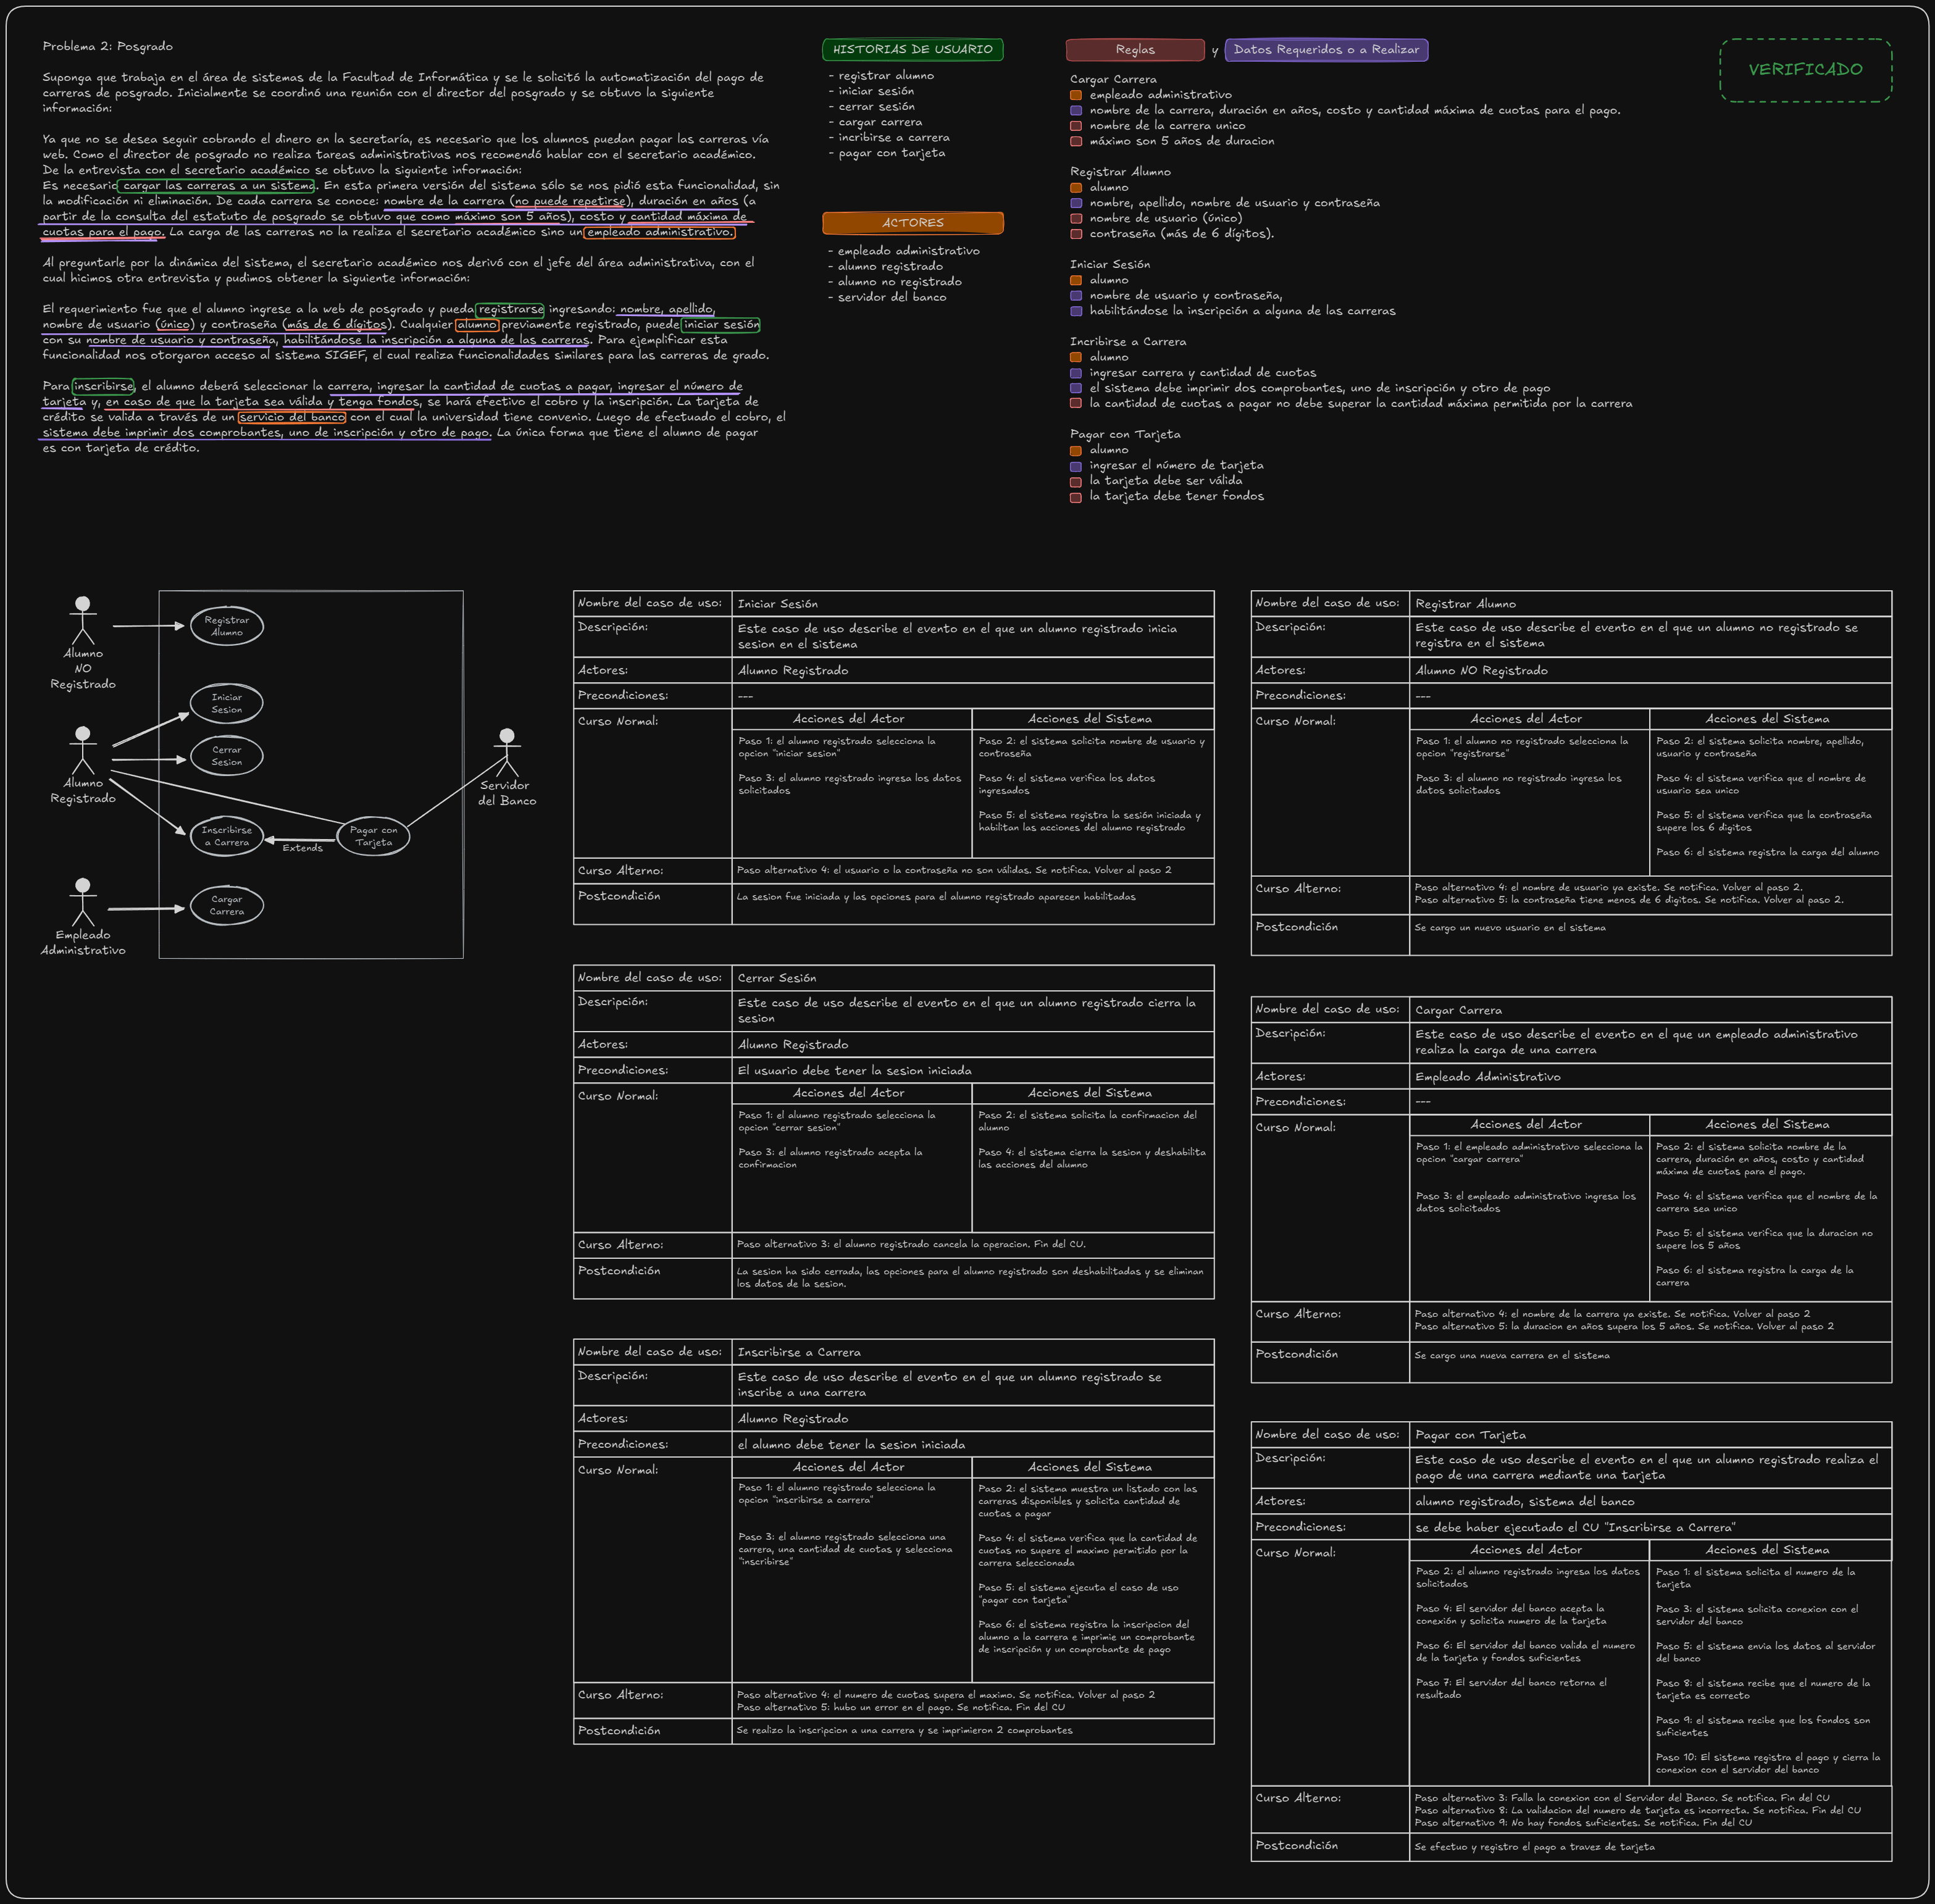 Problema 2: Posgrado
Suponga que trabaja en el área de sistemas de la Facultad de Informática y se le solicitó la automatización del pago de
carreras de posgrado. Inicialmente se coordinó una reunión con el director del posgrado y se obtuvo la siguiente
información:
Ya que no se desea seguir cobrando el dinero en la secretaría, es necesario que los alumnos puedan pagar las carreras vía
web. Como el director de posgrado no realiza tareas administrativas nos recomendó hablar con el secretario académico.
De la entrevista con el secretario académico se obtuvo la siguiente información:
Es necesario cargar las carreras a un sistema. En esta primera versión del sistema sólo se nos pidió esta funcionalidad, sin
la modificación ni eliminación. De cada carrera se conoce: nombre de la carrera (no puede repetirse), duración en años (a
partir de la consulta del estatuto de posgrado se obtuvo que como máximo son 5 años), costo y cantidad máxima de
cuotas para el pago. La carga de las carreras no la realiza el secretario académico sino un empleado administrativo.
Al preguntarle por la dinámica del sistema, el secretario académico nos derivó con el jefe del área administrativa, con el
cual hicimos otra entrevista y pudimos obtener la siguiente información:
El requerimiento fue que el alumno ingrese a la web de posgrado y pueda registrarse ingresando: nombre, apellido,
nombre de usuario (único) y contraseña (más de 6 dígitos). Cualquier alumno previamente registrado, puede iniciar sesión
con su nombre de usuario y contraseña, habilitándose la inscripción a alguna de las carreras. Para ejemplificar esta
funcionalidad nos otorgaron acceso al sistema SIGEF, el cual realiza funcionalidades similares para las carreras de grado.
Para inscribirse, el alumno deberá seleccionar la carrera, ingresar la cantidad de cuotas a pagar, ingresar el número de
tarjeta y, en caso de que la tarjeta sea válida y tenga fondos, se hará efectivo el cobro y la inscripción. La tarjeta de
crédito se valida a través de un servicio del banco con el cual la universidad tiene convenio. Luego de efectuado el cobro, el
sistema debe imprimir dos comprobantes, uno de inscripción y otro de pago. La única forma que tiene el alumno de pagar
es con tarjeta de crédito.
HISTORIAS DE USUARIO
- registrar alumno
- iniciar sesión
- cerrar sesión
- cargar carrera
- incribirse a carrera
- pagar con tarjeta
ACTORES
- empleado administrativo
- alumno registrado
- alumno no registrado
- servidor del banco
Reglas y Datos Requeridos o a Realizar
Cargar Carrera
empleado administrativo
nombre de la carrera, duración en años, costo y cantidad máxima de cuotas para el pago.
nombre de la carrera unico
máximo son 5 años de duracion
Registrar Alumno
alumno
nombre, apellido, nombre de usuario y contraseña
nombre de usuario (único)
contraseña (más de 6 dígitos).
Iniciar Sesión
alumno
nombre de usuario y contraseña,
habilitándose la inscripción a alguna de las carreras
Incribirse a Carrera
alumno
ingresar carrera y cantidad de cuotas
el sistema debe imprimir dos comprobantes, uno de inscripción y otro de pago
la cantidad de cuotas a pagar no debe superar la cantidad máxima permitida por la carrera
Pagar con Tarjeta
alumno
ingresar el número de tarjeta
la tarjeta debe ser válida
la tarjeta debe tener fondos
VERIFICADO
Alumno
NO
Registrado
Alumno
Registrado
Empleado
Administrativo
Registrar
Alumno
Iniciar
Sesion
Cerrar
Sesion
Inscribirse
a Carrera
Extends
Pagar con
Tarjeta
Cargar
Carrera
Servidor
del Banco
Nombre del caso de uso: Iniciar Sesión
Descripción: Este caso de uso describe el evento en el que un alumno registrado inicia
sesion en el sistema
Actores: Alumno Registrado
Precondiciones: ---
Curso Normal: Acciones del Actor Acciones del Sistema
Paso 1: el alumno registrado selecciona la
opcion "iniciar sesion"
Paso 3: el alumno registrado ingresa los datos
solicitados
Paso 2: el sistema solicita nombre de usuario y
contraseña
Paso 4: el sistema verifica los datos
ingresados
Paso 5: el sistema registra la sesión iniciada y
habilitan las acciones del alumno registrado
Curso Alterno: Paso alternativo 4: el usuario o la contraseña no son válidas. Se notifica. Volver al paso 2
Postcondición La sesion fue iniciada y las opciones para el alumno registrado aparecen habilitadas
Nombre del caso de uso: Cerrar Sesión
Descripción: Este caso de uso describe el evento en el que un alumno registrado cierra la
sesion
Actores: Alumno Registrado
Precondiciones: El usuario debe tener la sesion iniciada
Curso Normal: Acciones del Actor Acciones del Sistema
Paso 1: el alumno registrado selecciona la
opcion "cerrar sesion"
Paso 3: el alumno registrado acepta la
confirmacion
Paso 2: el sistema solicita la confirmacion del
alumno
Paso 4: el sistema cierra la sesion y deshabilita
las acciones del alumno
Curso Alterno: Paso alternativo 3: el alumno registrado cancela la operacion. Fin del CU.
Postcondición La sesion ha sido cerrada, las opciones para el alumno registrado son deshabilitadas y se eliminan
los datos de la sesion.
Nombre del caso de uso: Inscribirse a Carrera
Descripción: Este caso de uso describe el evento en el que un alumno registrado se
inscribe a una carrera
Actores: Alumno Registrado
Precondiciones: el alumno debe tener la sesion iniciada
Curso Normal: Acciones del Actor Acciones del Sistema
Paso 1: el alumno registrado selecciona la
opcion "inscribirse a carrera"
Paso 3: el alumno registrado selecciona una
carrera, una cantidad de cuotas y selecciona
"inscribirse"
Paso 2: el sistema muestra un listado con las
carreras disponibles y solicita cantidad de
cuotas a pagar
Paso 4: el sistema verifica que la cantidad de
cuotas no supere el maximo permitido por la
carrera seleccionada
Paso 5: el sistema ejecuta el caso de uso
"pagar con tarjeta"
Paso 6: el sistema registra la inscripcion del
alumno a la carrera e imprimie un comprobante
de inscripción y un comprobante de pago
Curso Alterno: Paso alternativo 4: el numero de cuotas supera el maximo. Se notifica. Volver al paso 2
Paso alternativo 5: hubo un error en el pago. Se notifica. Fin del CU
Postcondición Se realizo la inscripcion a una carrera y se imprimieron 2 comprobantes
Nombre del caso de uso: Registrar Alumno
Descripción: Este caso de uso describe el evento en el que un alumno no registrado se
registra en el sistema
Actores: Alumno NO Registrado
Precondiciones: ---
Curso Normal: Acciones del Actor Acciones del Sistema
Paso 1: el alumno no registrado selecciona la
opcion "registrarse"
Paso 3: el alumno no registrado ingresa los
datos solicitados
Paso 2: el sistema solicita nombre, apellido,
usuario y contraseña
Paso 4: el sistema verifica que el nombre de
usuario sea unico
Paso 5: el sistema verifica que la contraseña
supere los 6 digitos
Paso 6: el sistema registra la carga del alumno
Curso Alterno: Paso alternativo 4: el nombre de usuario ya existe. Se notifica. Volver al paso 2.
Paso alternativo 5: la contraseña tiene menos de 6 digitos. Se notifica. Volver al paso 2.
Postcondición Se cargo un nuevo usuario en el sistema
Nombre del caso de uso: Cargar Carrera
Descripción: Este caso de uso describe el evento en el que un empleado administrativo
realiza la carga de una carrera
Actores: Empleado Administrativo
Precondiciones: ---
Curso Normal: Acciones del Actor Acciones del Sistema
Paso 1: el empleado administrativo selecciona la
opcion "cargar carrera"
Paso 3: el empleado administrativo ingresa los
datos solicitados
Paso 2: el sistema solicita nombre de la
carrera, duración en años, costo y cantidad
máxima de cuotas para el pago.
Paso 4: el sistema verifica que el nombre de la
carrera sea unico
Paso 5: el sistema verifica que la duracion no
supere los 5 años
Paso 6: el sistema registra la carga de la
carrera
Curso Alterno: Paso alternativo 4: el nombre de la carrera ya existe. Se notifica. Volver al paso 2
Paso alternativo 5: la duracion en años supera los 5 años. Se notifica. Volver al paso 2
Postcondición Se cargo una nueva carrera en el sistema
Nombre del caso de uso: Pagar con Tarjeta
Descripción: Este caso de uso describe el evento en el que un alumno registrado realiza el
pago de una carrera mediante una tarjeta
Actores: alumno registrado, sistema del banco
Precondiciones: se debe haber ejecutado el CU "Inscribirse a Carrera"
Curso Normal: Acciones del Actor Acciones del Sistema
Paso 2: el alumno registrado ingresa los datos
solicitados
Paso 4: El servidor del banco acepta la
conexión y solicita numero de la tarjeta
Paso 6: El servidor del banco valida el numero
de la tarjeta y fondos suficientes
Paso 7: El servidor del banco retorna el
resultado
Paso 1: el sistema solicita el numero de la
tarjeta
Paso 3: el sistema solicita conexion con el
servidor del banco
Paso 5: el sistema envia los datos al servidor
del banco
Paso 8: el sistema recibe que el numero de la
tarjeta es correcto
Paso 9: el sistema recibe que los fondos son
suficientes
Paso 10: El sistema registra el pago y cierra la
conexion con el servidor del banco
Curso Alterno: Paso alternativo 3: Falla la conexion con el Servidor del Banco. Se notifica. Fin del CU
Paso alternativo 8: La validacion del numero de tarjeta es incorrecta. Se notifica. Fin del CU
Paso alternativo 9: No hay fondos suficientes. Se notifica. Fin del CU
Postcondición Se efectuo y registro el pago a travez de tarjeta